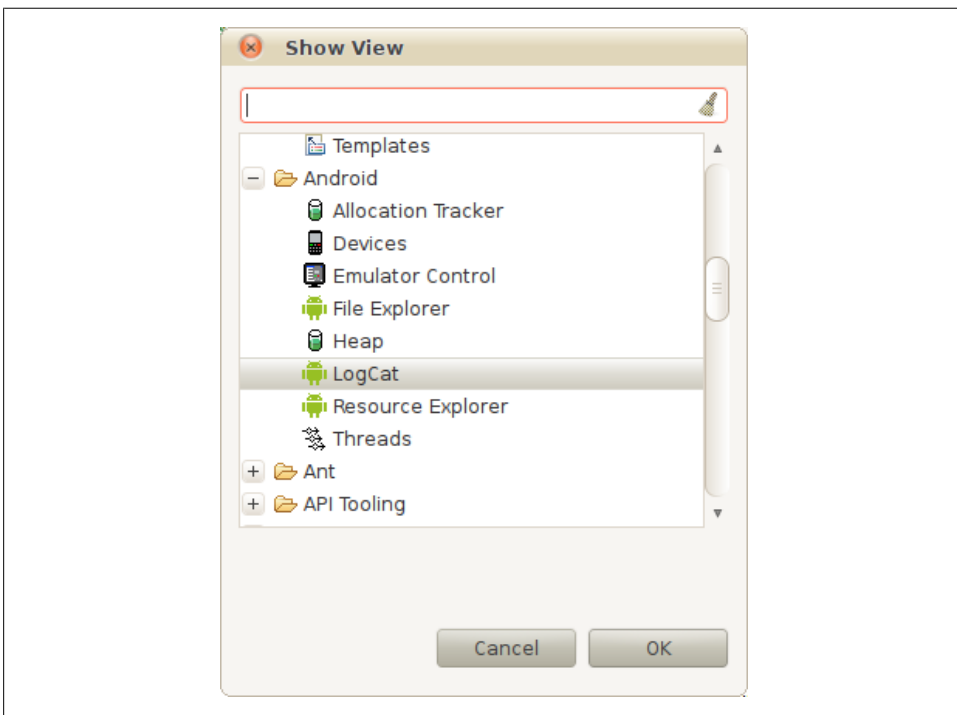 Show View
Templates
Android
Allocation Tracker
Devices
Emulator Control
File Explorer
Heap
LogCat
Resource Explorer
Threads
Ant
API Tooling
Cancel
OK